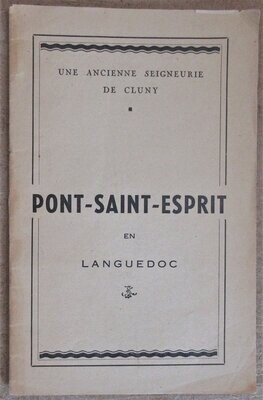 UNE ANCIENNE SEIGNEURIE
DE CLUNY
PONT-SAINT-ESPRIT
EN
LANGUEDOC